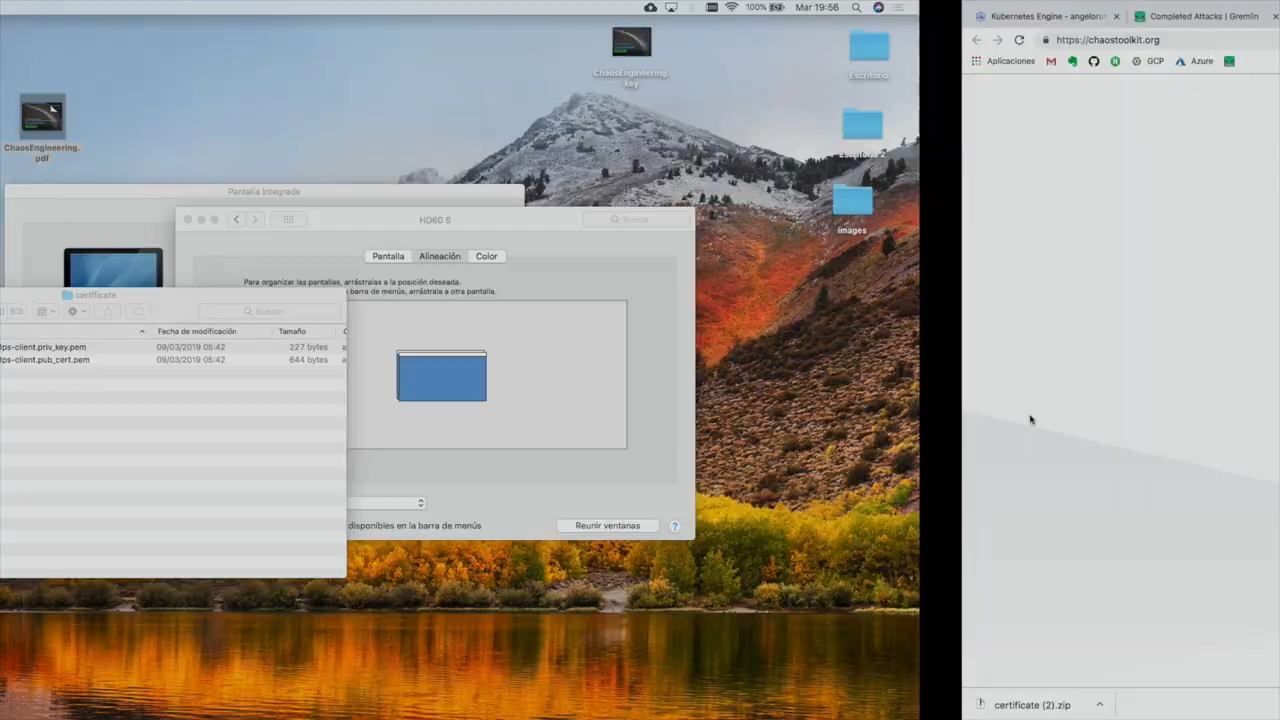 100%
Mar 19:56
ChaosEngineering.
key
Escritorio
ChaosEngineering.
pdf
images
Pantalla integrada
HD60 S
Buscar
Pantalla
Alineación
Color
Para organizar las pantallas, arrástralas a la posición deseada.
barra de menús, arrástrala a otra pantalla.
certificate
Buscar
Fecha de modificación
Tamaño
ps-client.priv_key.pem
09/03/2019 05:42
227 bytes
ps-client.pub_cert.pem
09/03/2019 05:42
644 bytes
disponibles en la barra de menús
Reunir ventanas
?
Kubernetes Engine - angeloru
Completed Attacks | Gremlin
https://chaostoolkit.org
Aplicaciones
GCP
Azure
certificate (2).zip